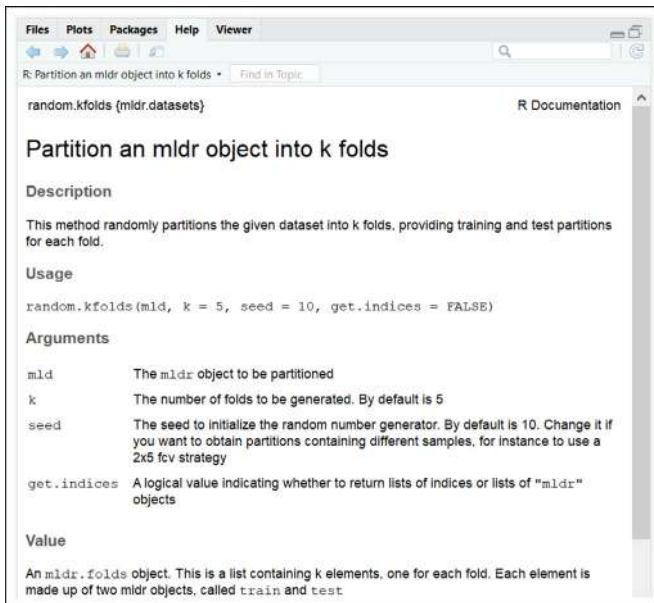 Files Plots Packages Help Viewer
R: Partition an mldr object into k folds Find in Topic
random.kfolds {mldr.datasets} R Documentation
Partition an mldr object into k folds
Description
This method randomly partitions the given dataset into k folds, providing training and test partitions
for each fold.
Usage
random.kfolds(mld, k = 5, seed = 10, get.indices = FALSE)
Arguments
mld The mldr object to be partitioned
k The number of folds to be generated. By default is 5
seed The seed to initialize the random number generator. By default is 10. Change it if
you want to obtain partitions containing different samples, for instance to use a
2x5 fcv strategy
get.indices A logical value indicating whether to return lists of indices or lists of "mldr"
objects
Value
An mldr.folds object. This is a list containing k elements, one for each fold. Each element is
made up of two mldr objects, called train and test